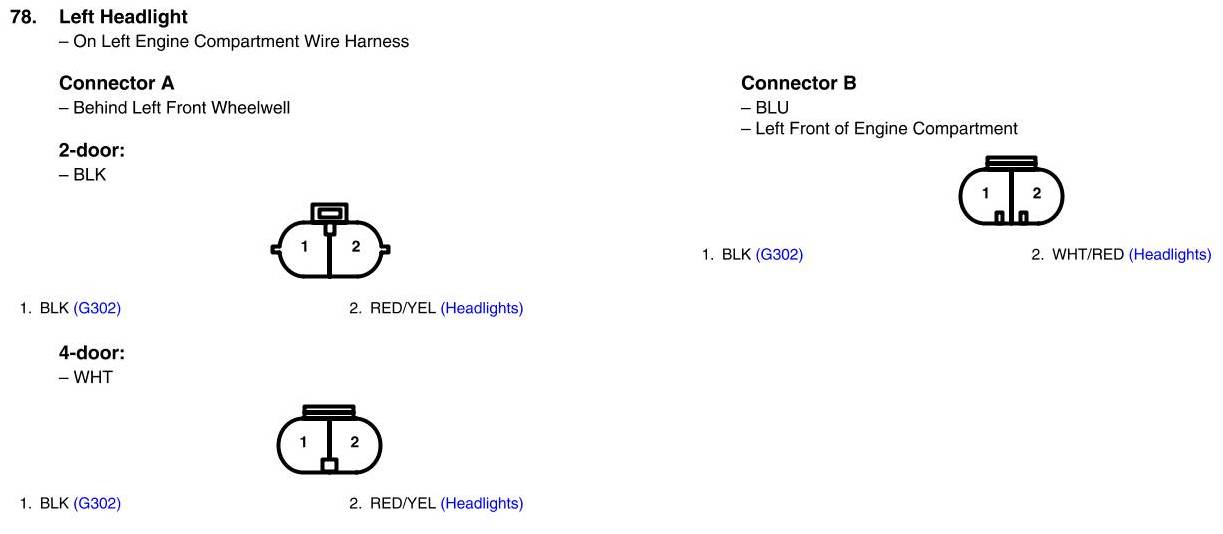 78. Left Headlight
– On Left Engine Compartment Wire Harness
Connector A
– Behind Left Front Wheelwell
2-door:
– BLK
1 2
1. BLK (G302) 2. RED/YEL (Headlights)
4-door:
– WHT
1 2
1. BLK (G302) 2. RED/YEL (Headlights)
Connector B
– BLU
– Left Front of Engine Compartment
1 2
1. BLK (G302) 2. WHT/RED (Headlights)